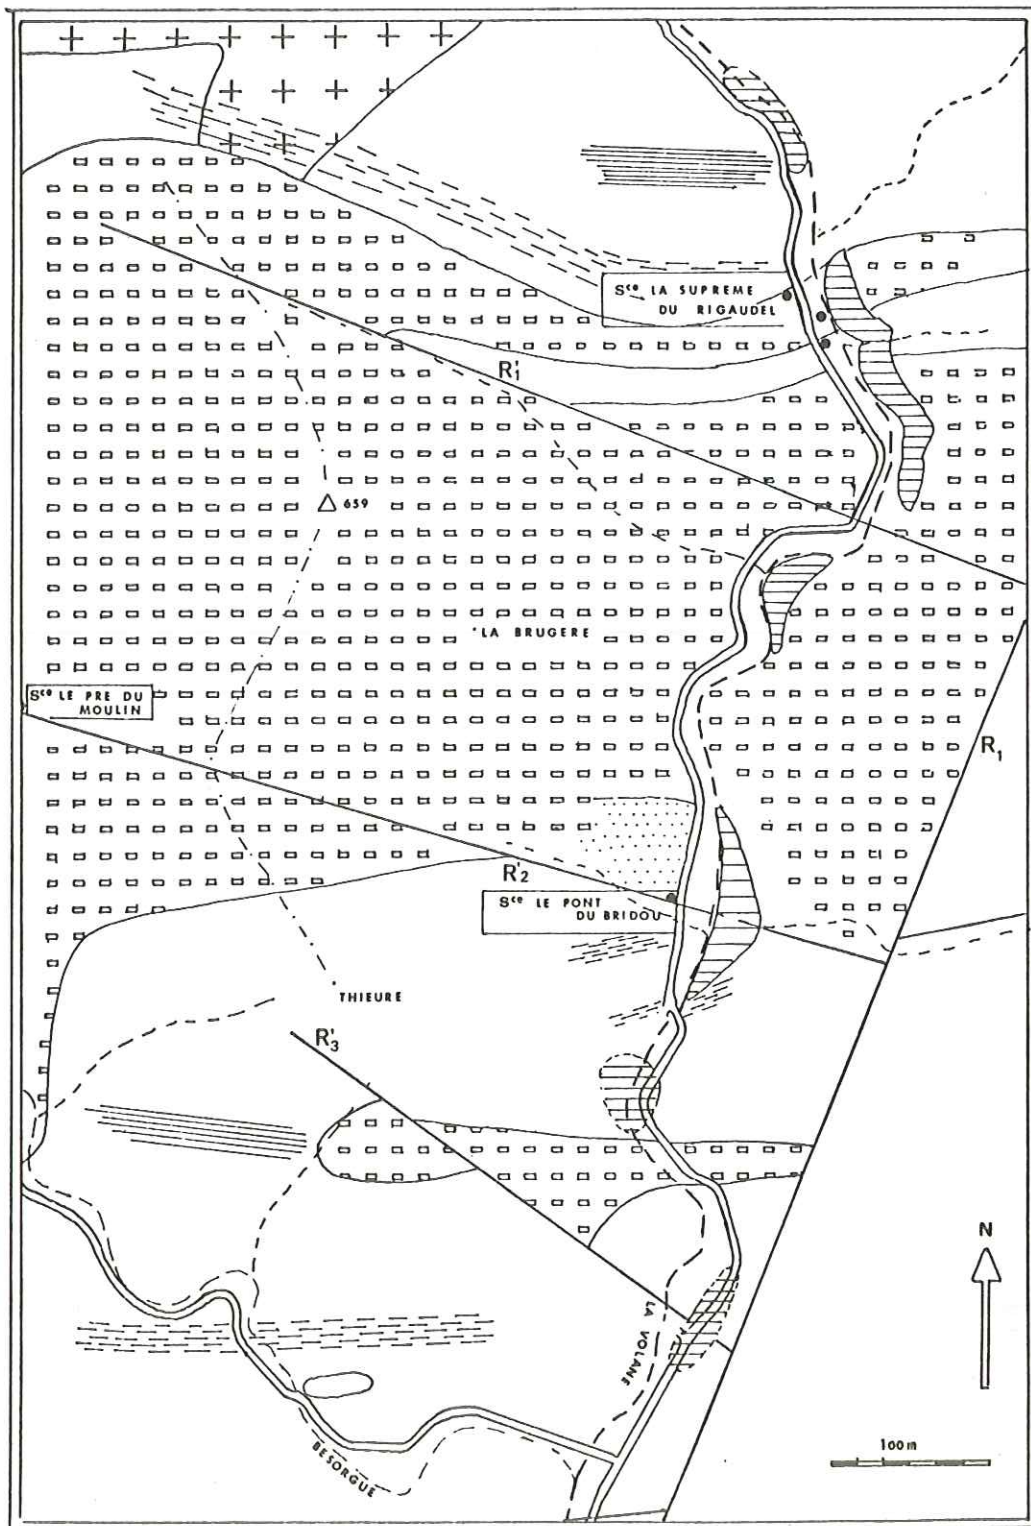 Sce LA SUPREME
DU RIGAUDEL
R'1
659
LA BRUGERE
Sce LE PRE DU
MOULIN
R1
R'2
Sce LE PONT
DU BRIDOU
THIEURE
R'3
N
LA VOLANE
BESORGUE
100m